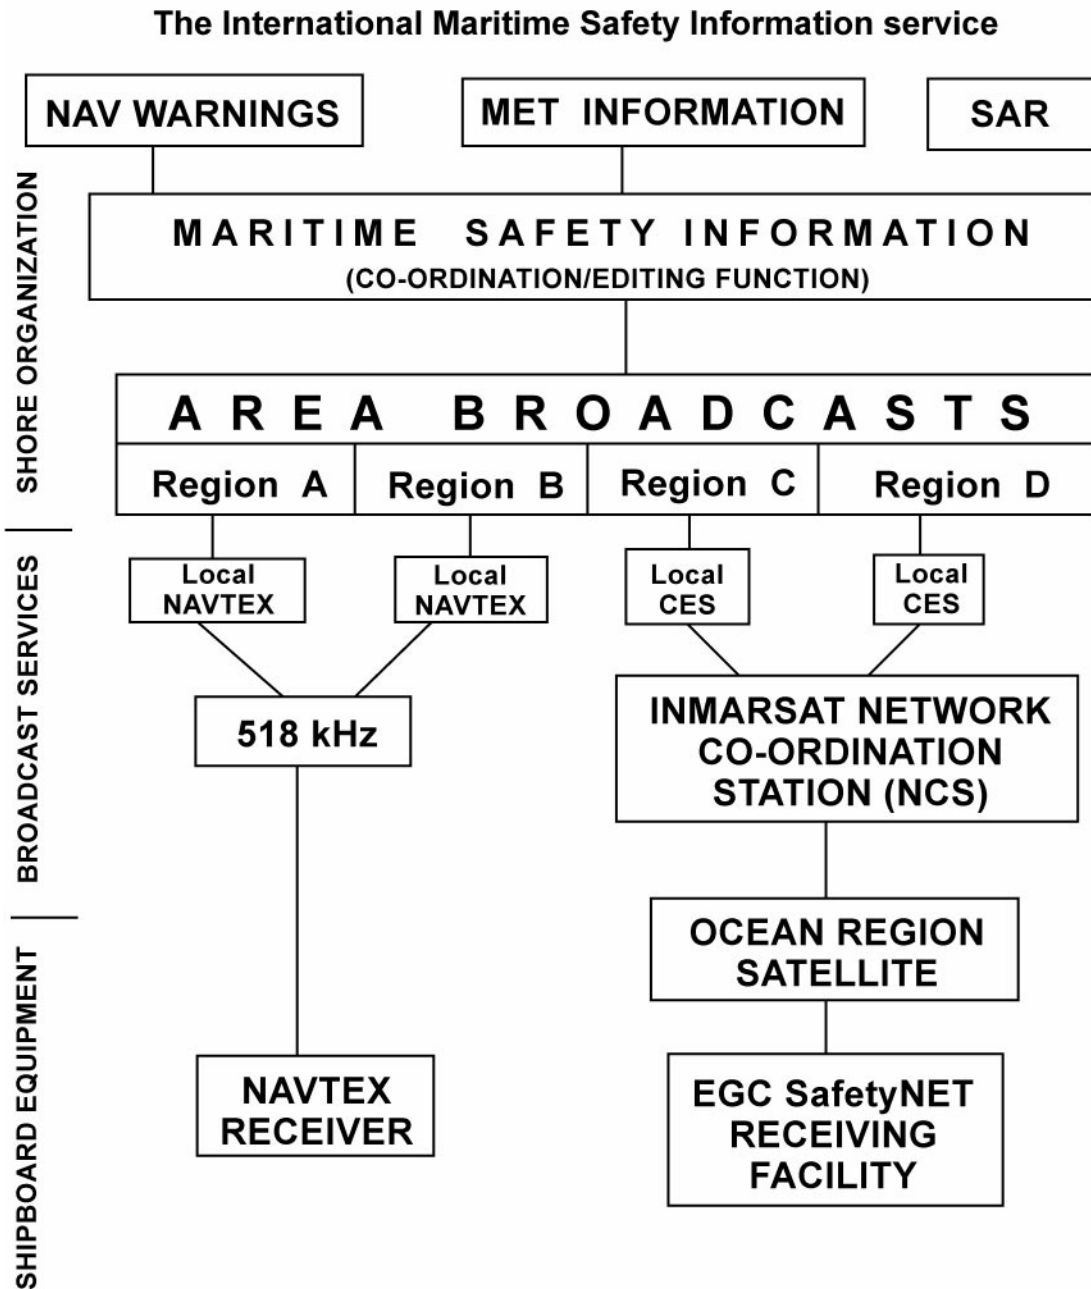 The International Maritime Safety Information service
NAV WARNINGS
MET INFORMATION
SAR
MARITIME SAFETY INFORMATION
(CO-ORDINATION/EDITING FUNCTION)
SHORE ORGANIZATION
AREA BROADCASTS
Region A
Region B
Region C
Region D
BROADCAST SERVICES
Local
NAVTEX
Local
NAVTEX
Local
CES
Local
CES
518 kHz
INMARSAT NETWORK
CO-ORDINATION
STATION (NCS)
OCEAN REGION
SATELLITE
SHIPBOARD EQUIPMENT
NAVTEX
RECEIVER
EGC SafetyNET
RECEIVING
FACILITY